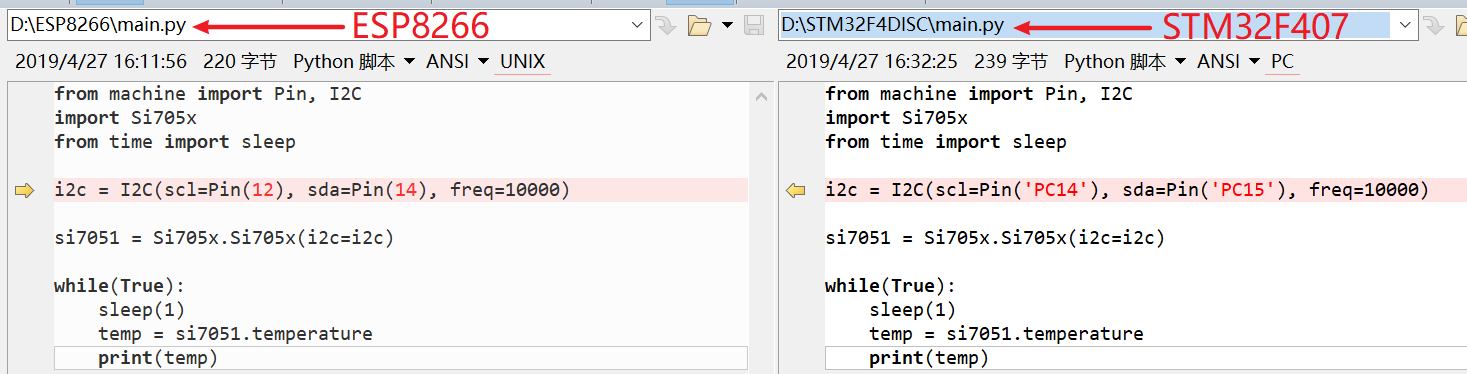 D:\ESP8266\main.py
ESP8266
2019/4/27 16:11:56 220 字节 Python 脚本 ANSI UNIX
from machine import Pin, I2C
import Si705x
from time import sleep
i2c = I2C(scl=Pin(12), sda=Pin(14), freq=10000)
si7051 = Si705x.Si705x(i2c=i2c)
while(True):
    sleep(1)
    temp = si7051.temperature
    print(temp)
D:\STM32F4DISC\main.py
STM32F407
2019/4/27 16:32:25 239 字节 Python 脚本 ANSI PC
from machine import Pin, I2C
import Si705x
from time import sleep
i2c = I2C(scl=Pin('PC14'), sda=Pin('PC15'), freq=10000)
si7051 = Si705x.Si705x(i2c=i2c)
while(True):
    sleep(1)
    temp = si7051.temperature
    print(temp)